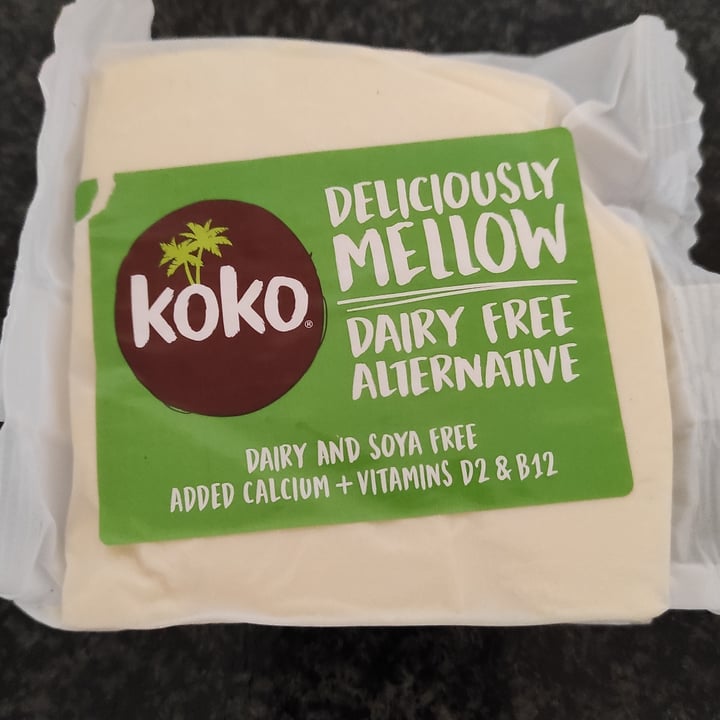 KOKO®
DELICIOUSLY
MELLOW
DAIRY FREE
ALTERNATIVE
DAIRY AND SOYA FREE
ADDED CALCIUM + VITAMINS D2 & B12